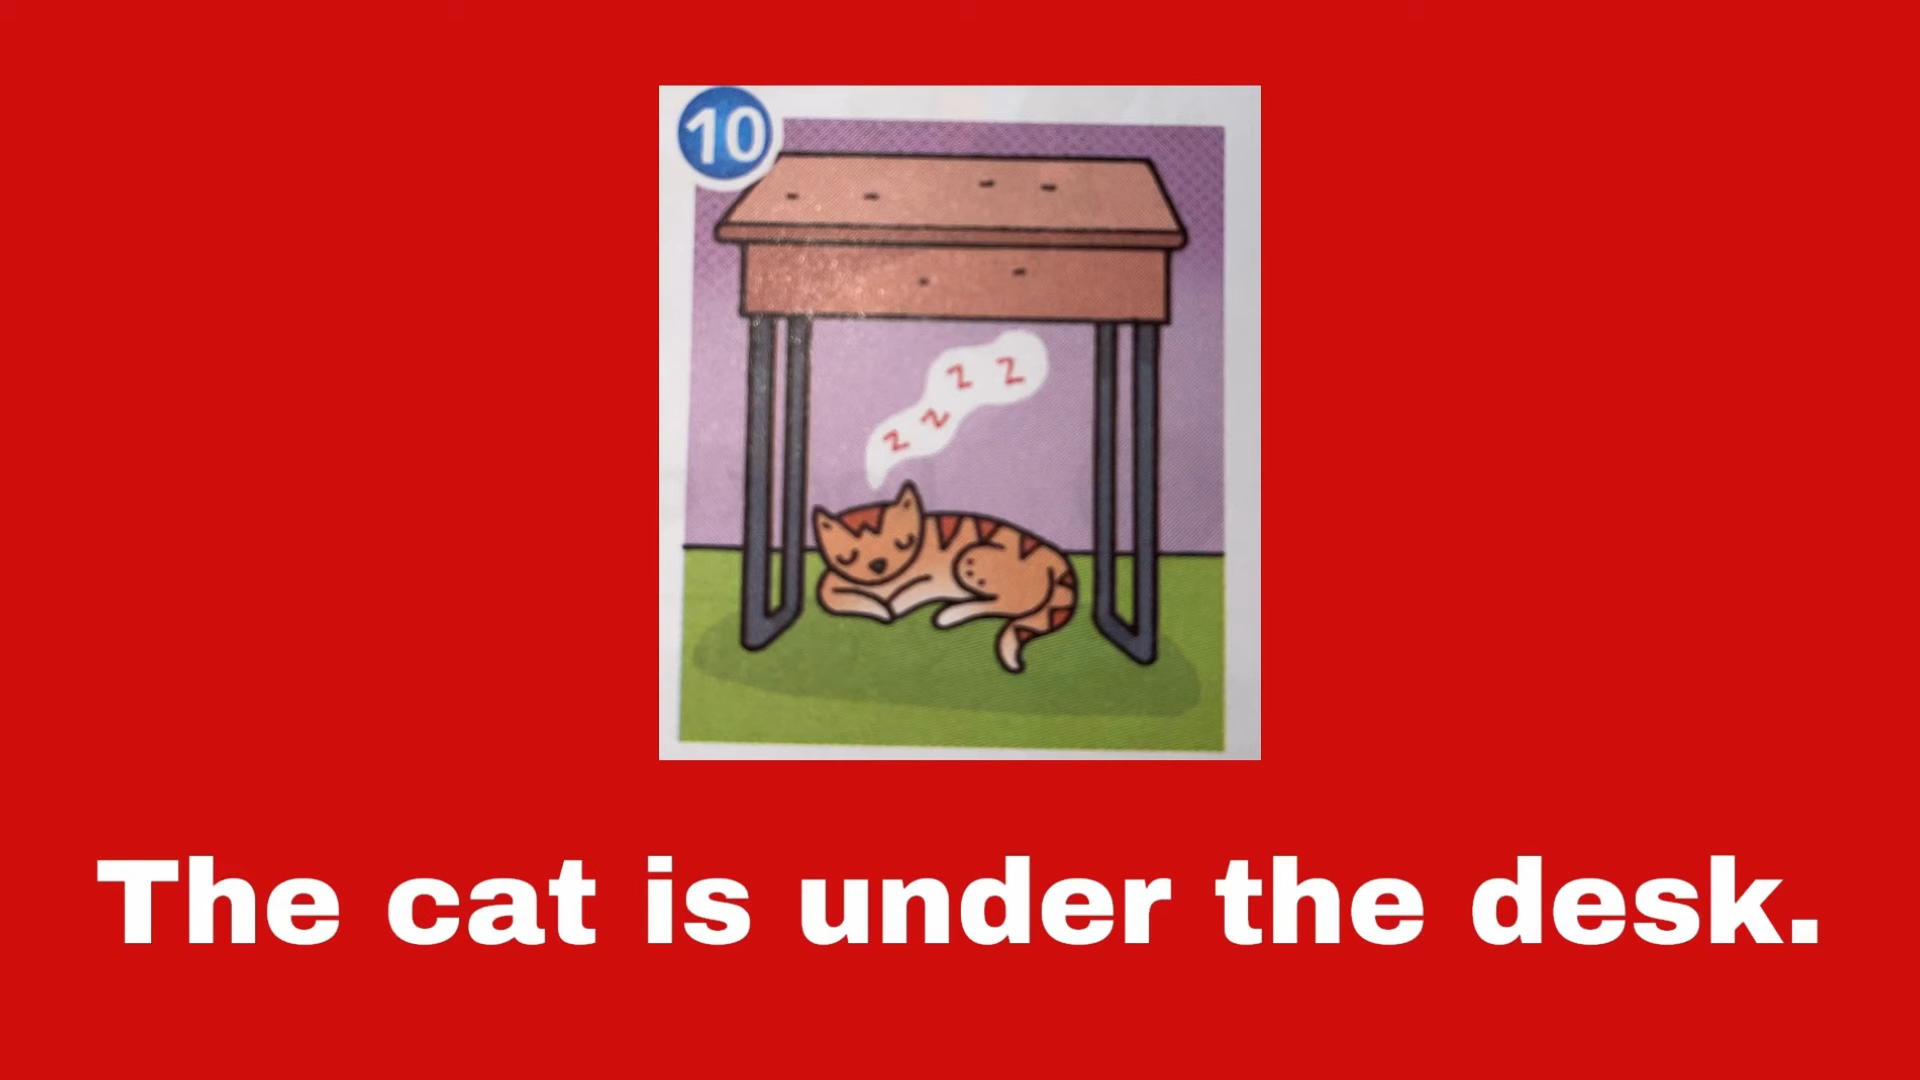 10
z z z z
The cat is under the desk.